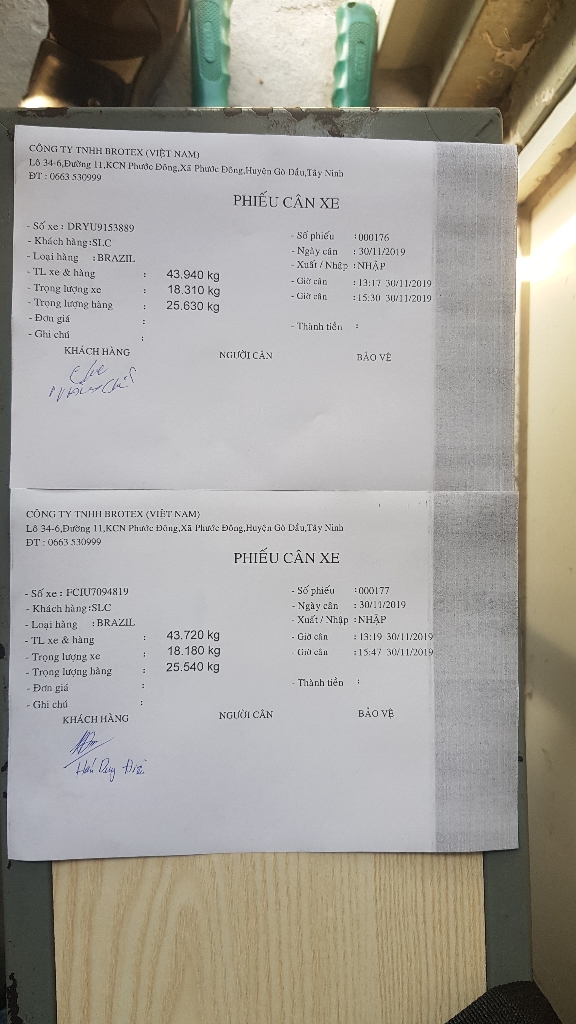 CÔNG TY TNHH BROTEX (VIỆT NAM)
Lô 34-6,Đường 11,KCN Phước Đông,Xã Phước Đông,Huyện Gò Dầu,Tây Ninh
ĐT : 0663 530999
PHIẾU CÂN XE
- Số xe : DRYU9153889
- Số phiếu :000176
- Khách hàng :SLC
- Ngày cân : 30/11/2019
- Loại hàng : BRAZIL
- Xuất / Nhập : NHẬP
- TL xe & hàng : 43.940 kg
- Giờ cân : 13:17 30/11/2019
- Trọng lượng xe : 18.310 kg
- Giờ cân : 15:30 30/11/2019
- Trọng lượng hàng : 25.630 kg
- Đơn giá :
- Thành tiền :
- Ghi chú :
KHÁCH HÀNG NGƯỜI CÂN BẢO VỆ
CÔNG TY TNHH BROTEX (VIỆT NAM)
Lô 34-6,Đường 11,KCN Phước Đông,Xã Phước Đông,Huyện Gò Dầu,Tây Ninh
ĐT : 0663 530999
PHIẾU CÂN XE
- Số xe : FCIU7094819
- Số phiếu :000177
- Khách hàng :SLC
- Ngày cân : 30/11/2019
- Loại hàng : BRAZIL
- Xuất / Nhập : NHẬP
- TL xe & hàng : 43.720 kg
- Giờ cân : 13:19 30/11/2019
- Trọng lượng xe : 18.180 kg
- Giờ cân : 15:47 30/11/2019
- Trọng lượng hàng : 25.540 kg
- Đơn giá :
- Thành tiền :
- Ghi chú :
KHÁCH HÀNG NGƯỜI CÂN BẢO VỆ
Duy